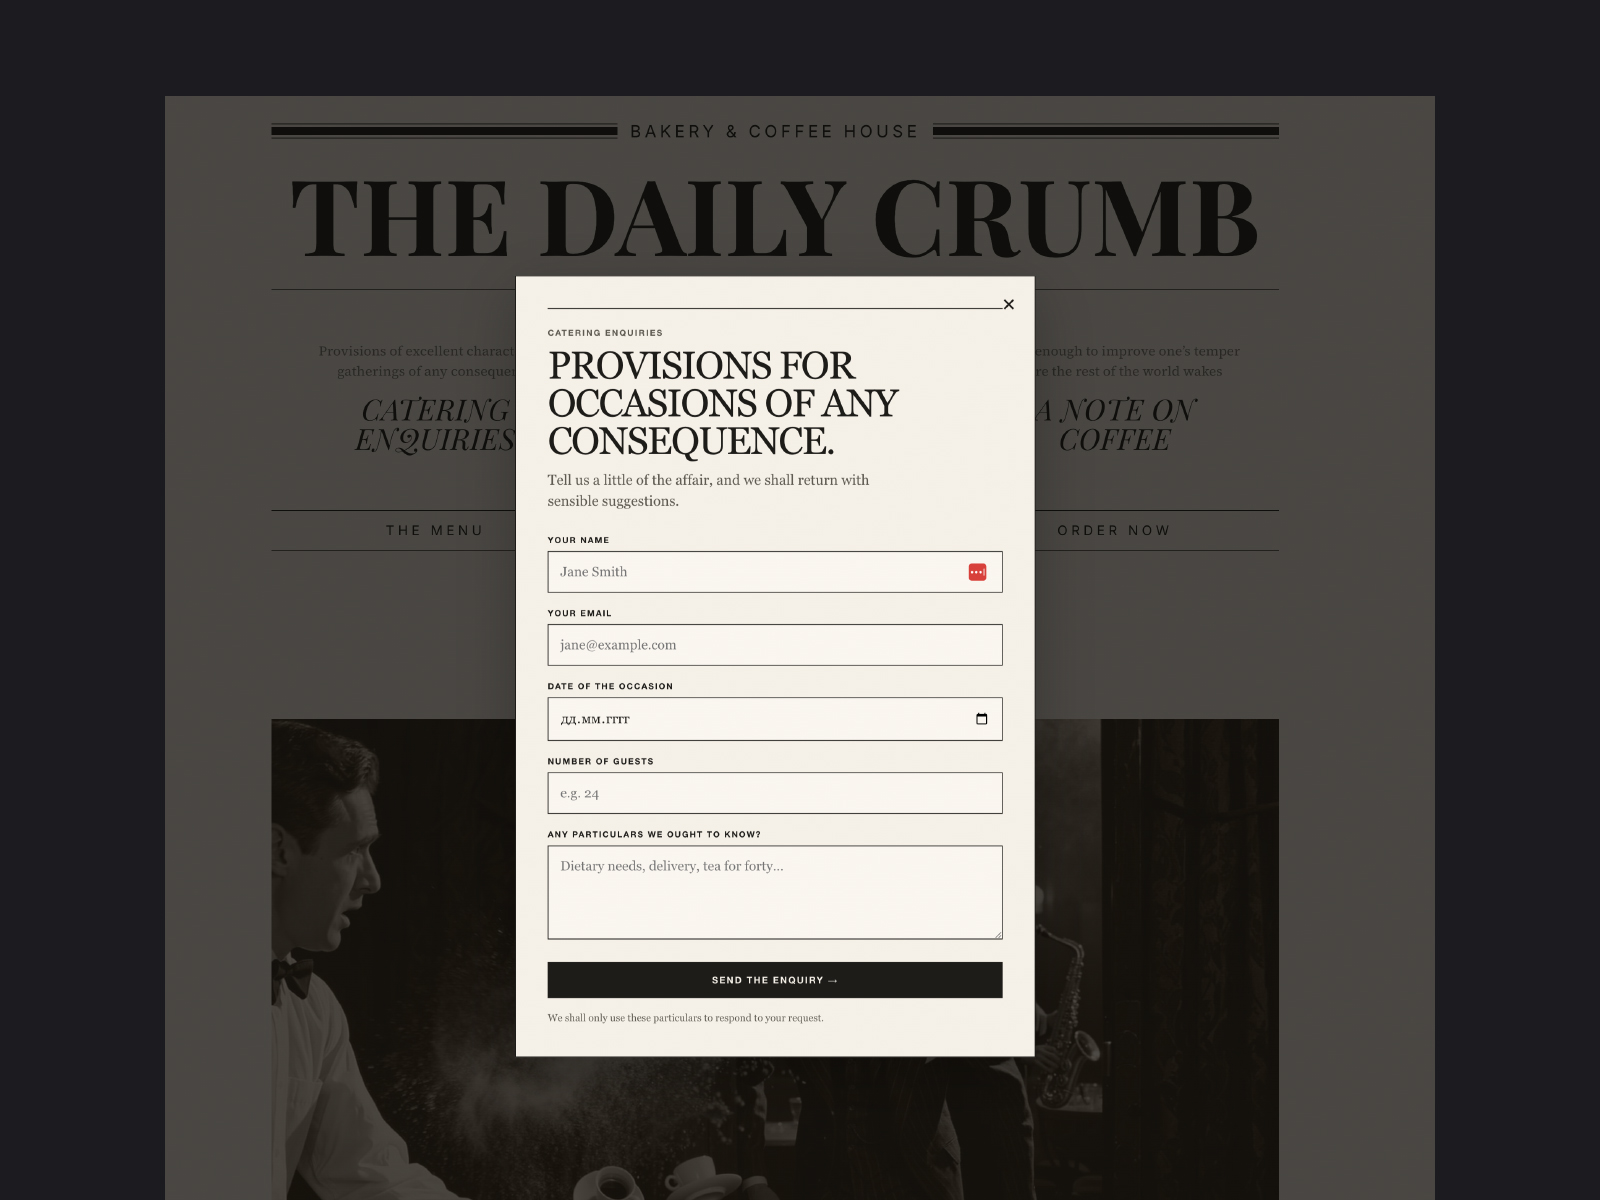 BAKERY & COFFEE HOUSE
THE DAILY CRUMB
Provisions of excellent
gatherings of any
CATERING
ENQUIRIES
enough to improve one's temper
the rest of the world wakes
A NOTE ON
COFFEE
THE MENU
ORDER NOW
×
CATERING ENQUIRIES
PROVISIONS FOR
OCCASIONS OF ANY
CONSEQUENCE.
Tell us a little of the affair, and we shall return with
sensible suggestions.
YOUR NAME
Jane Smith
YOUR EMAIL
jane@example.com
DATE OF THE OCCASION
дд.мм.гггг
NUMBER OF GUESTS
e.g. 24
ANY PARTICULARS WE OUGHT TO KNOW?
Dietary needs, delivery, tea for forty...
SEND THE ENQUIRY →
We shall only use these particulars to respond to your request.